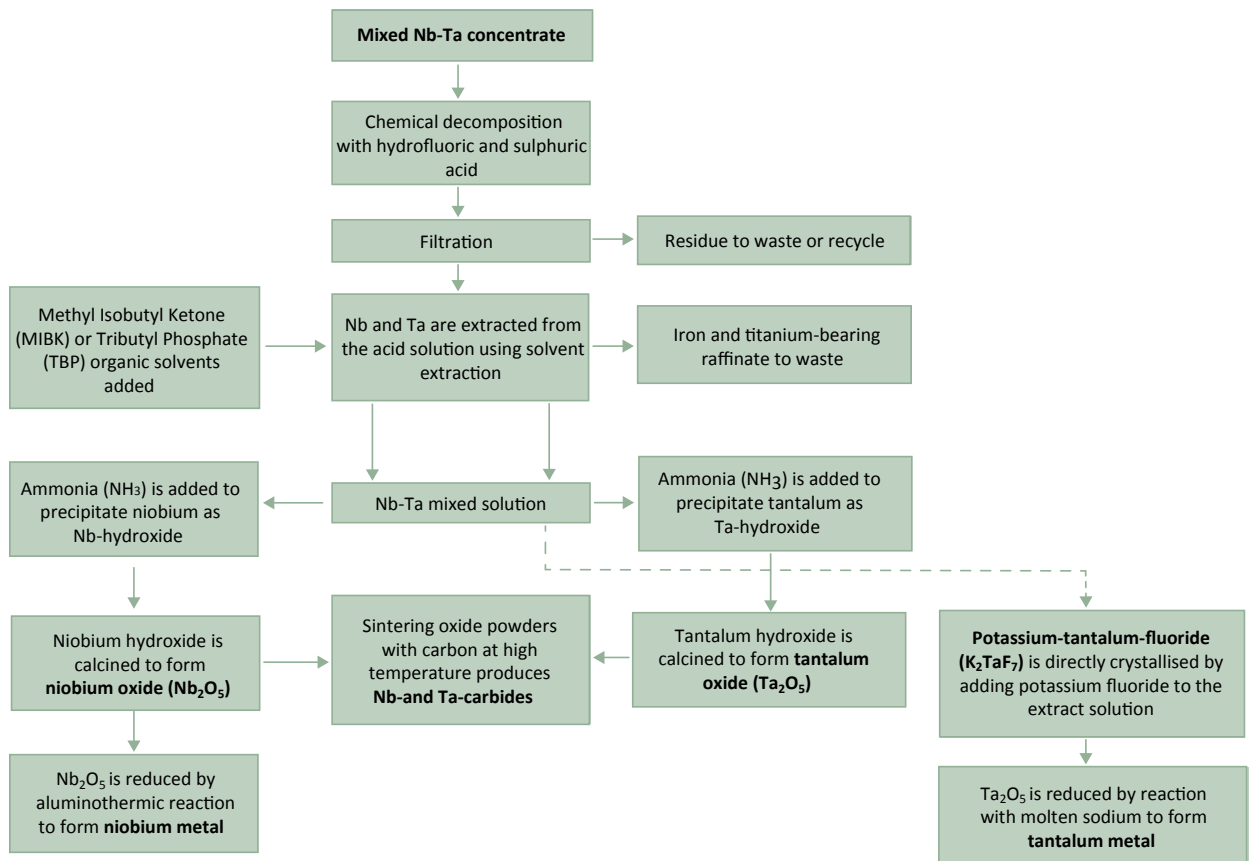 Mixed Nb-Ta concentrate
Chemical decomposition
with hydrofluoric and sulphuric
acid
Filtration
Residue to waste or recycle
Methyl Isobutyl Ketone
(MIBK) or Tributyl Phosphate
(TBP) organic solvents
added
Nb and Ta are extracted from
the acid solution using solvent
extraction
Iron and titanium-bearing
raffinate to waste
Ammonia (NH₃) is added to
precipitate niobium as
Nb-hydroxide
Nb-Ta mixed solution
Ammonia (NH3) is added to
precipitate tantalum as
Ta-hydroxide
Niobium hydroxide is
calcined to form
niobium oxide (Nb₂O₅)
Sintering oxide powders
with carbon at high
temperature produces
Nb-and Ta-carbides
Tantalum hydroxide is
calcined to form tantalum
oxide (Ta₂O₅)
Potassium-tantalum-fluoride
(K₂TaF₇) is directly crystallised by
adding potassium fluoride to the
extract solution
Nb₂O₅ is reduced by
aluminothermic reaction
to form niobium metal
Ta₂O₅ is reduced by reaction
with molten sodium to form
tantalum metal